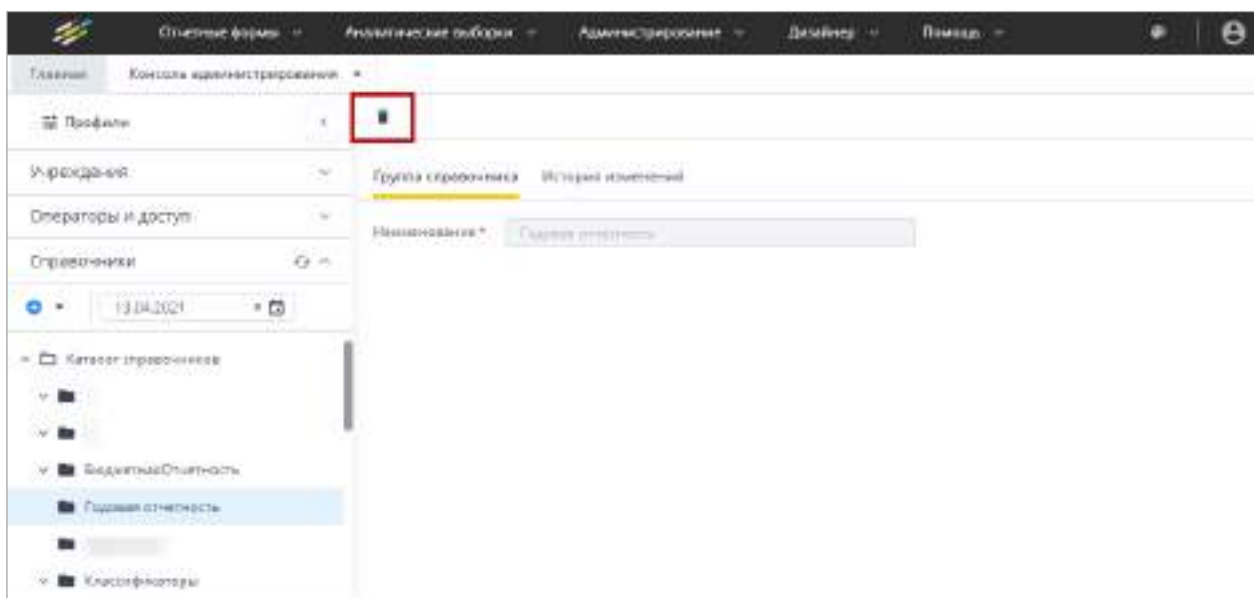 Отчетные формы Аналитические выборки Администрирование Дизайнер Помощь
Главная Консоль администрирования
Профили
Учреждения
Группа справочника История изменений
Операторы и доступ
Наименование * Годовая отчетность
Справочники
13.04.2021
Каталог справочников
БюджетнаяОтчетность
Годовая отчетность
Классификаторы